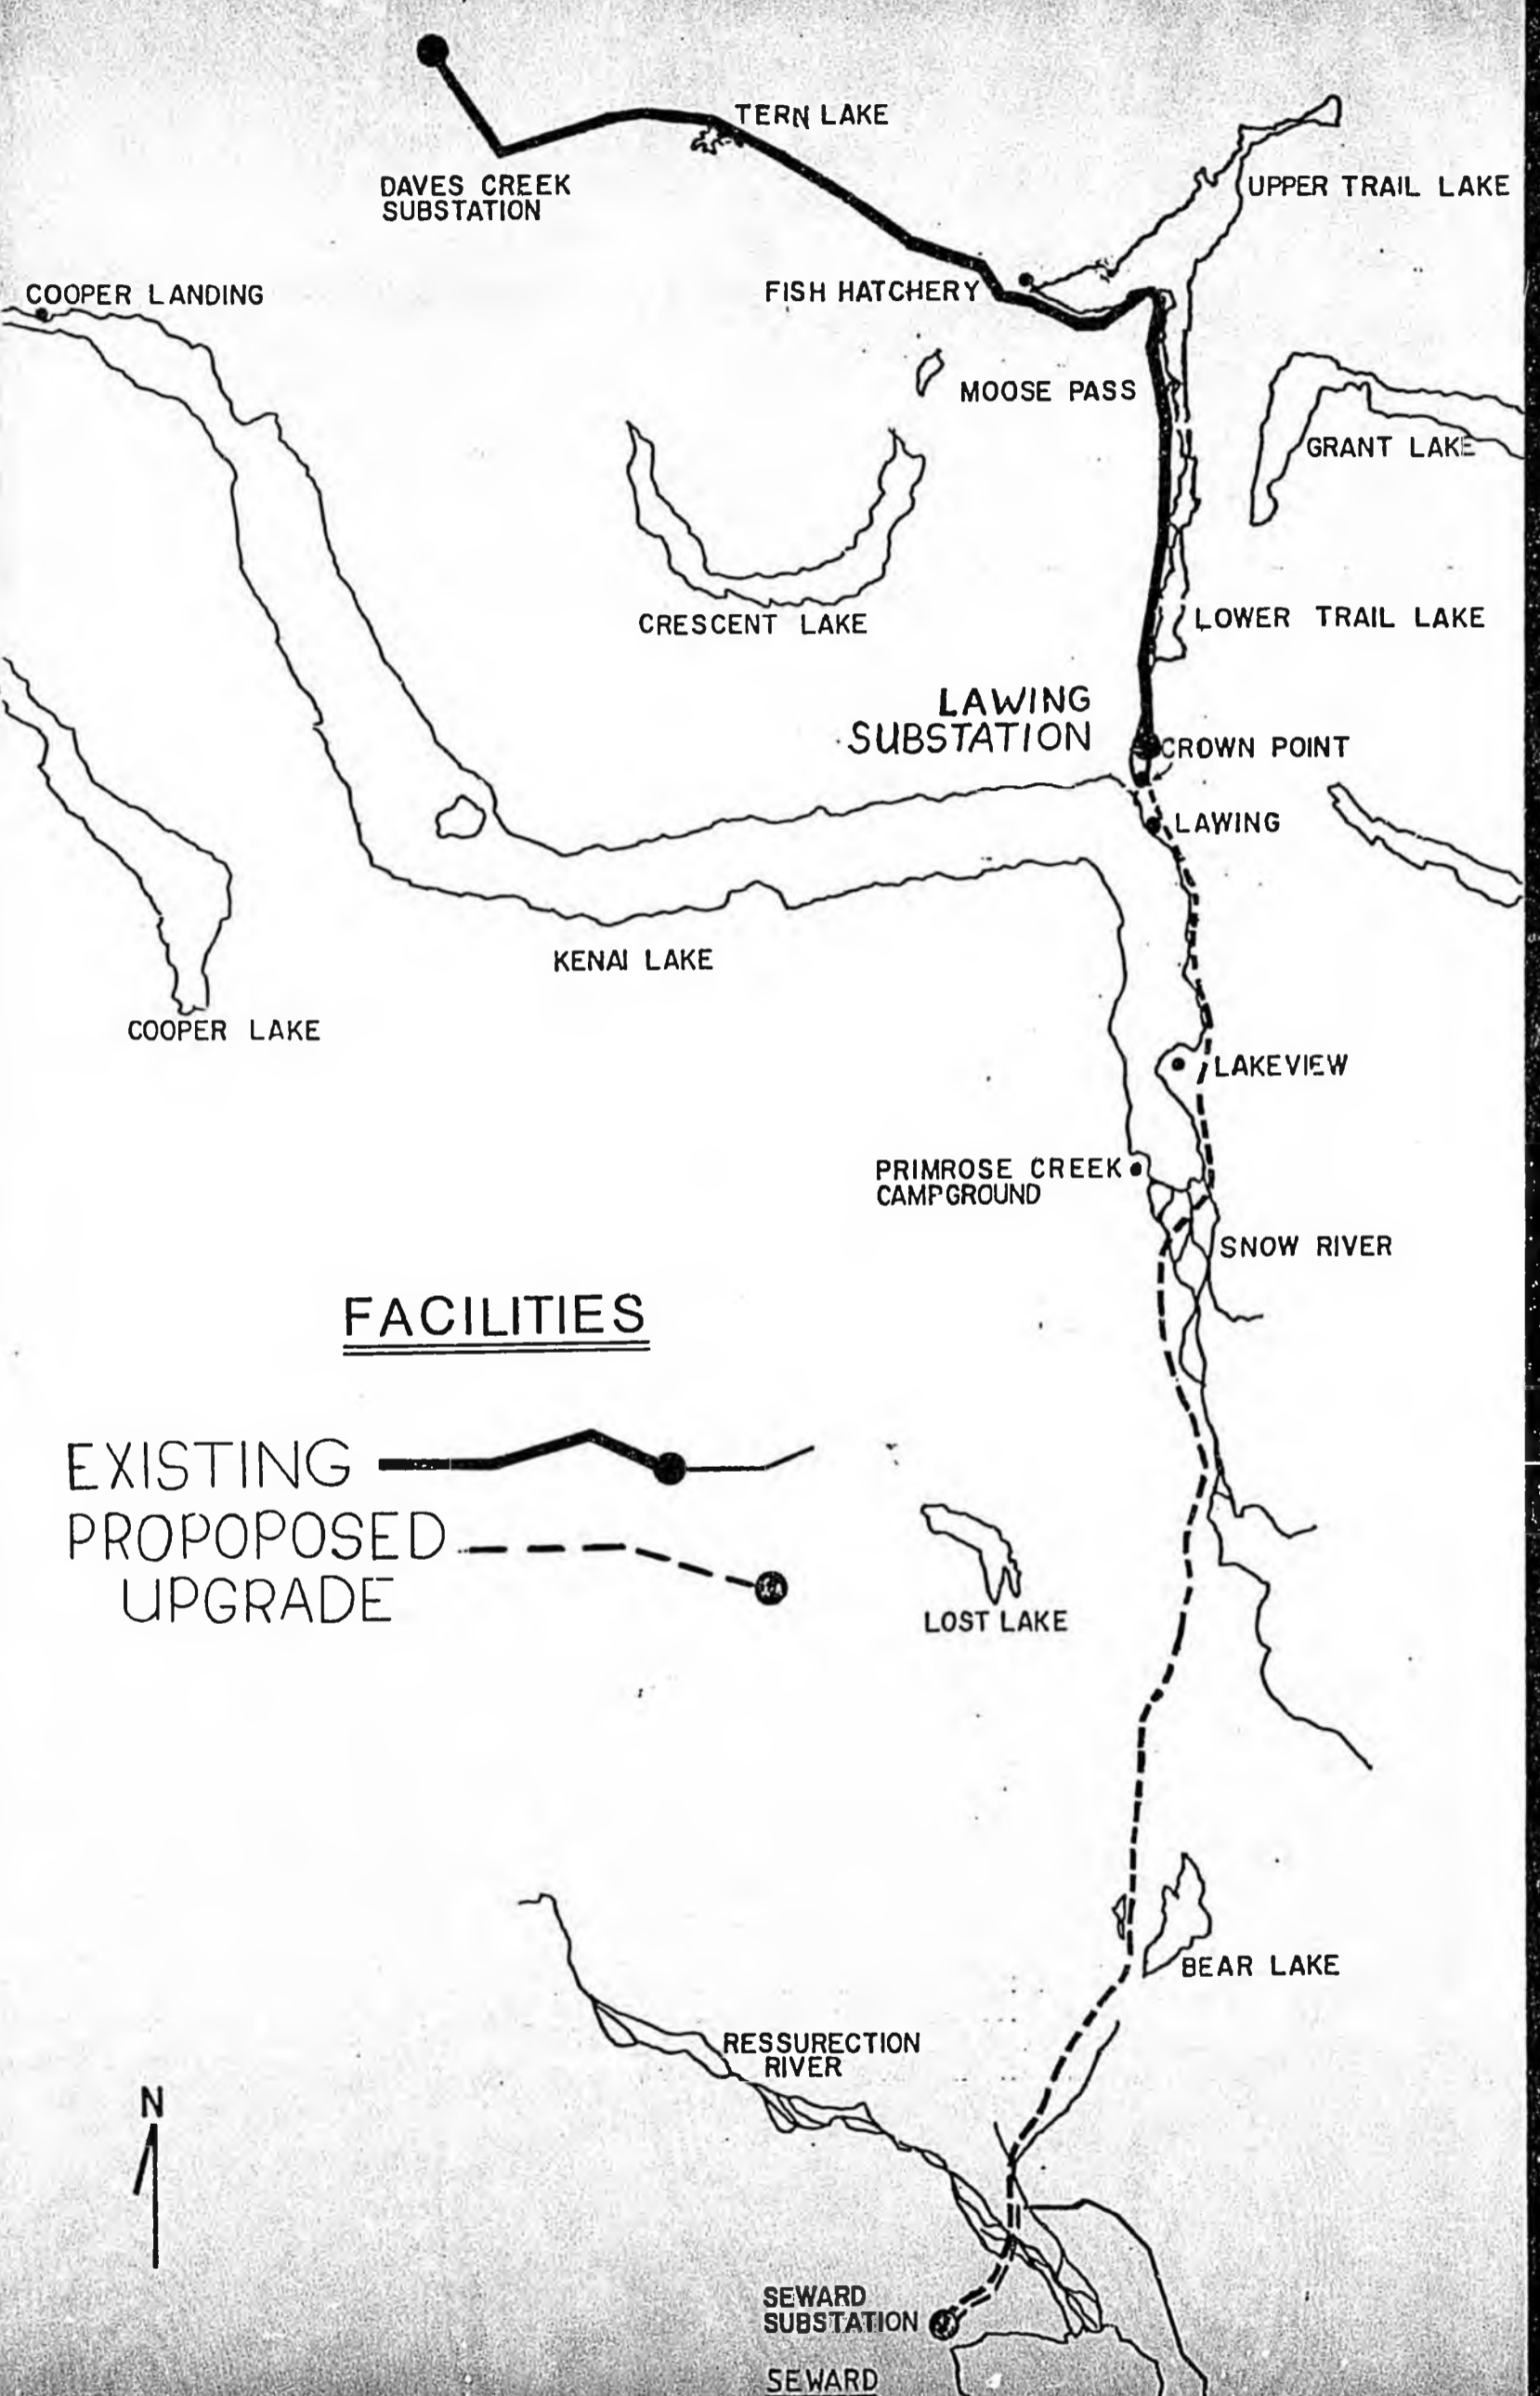 TERN LAKE
DAVES CREEK
SUBSTATION
UPPER TRAIL LAKE
COOPER LANDING
FISH HATCHERY
MOOSE PASS
GRANT LAKE
CRESCENT LAKE
LOWER TRAIL LAKE
LAWING
SUBSTATION
CROWN POINT
LAWING
KENAI LAKE
COOPER LAKE
LAKEVIEW
PRIMROSE CREEK
CAMPGROUND
SNOW RIVER
FACILITIES
EXISTING
PROPOPOSED
UPGRADE
LOST LAKE
BEAR LAKE
RESSURECTION
RIVER
N
SEWARD
SUBSTATION
SEWARD